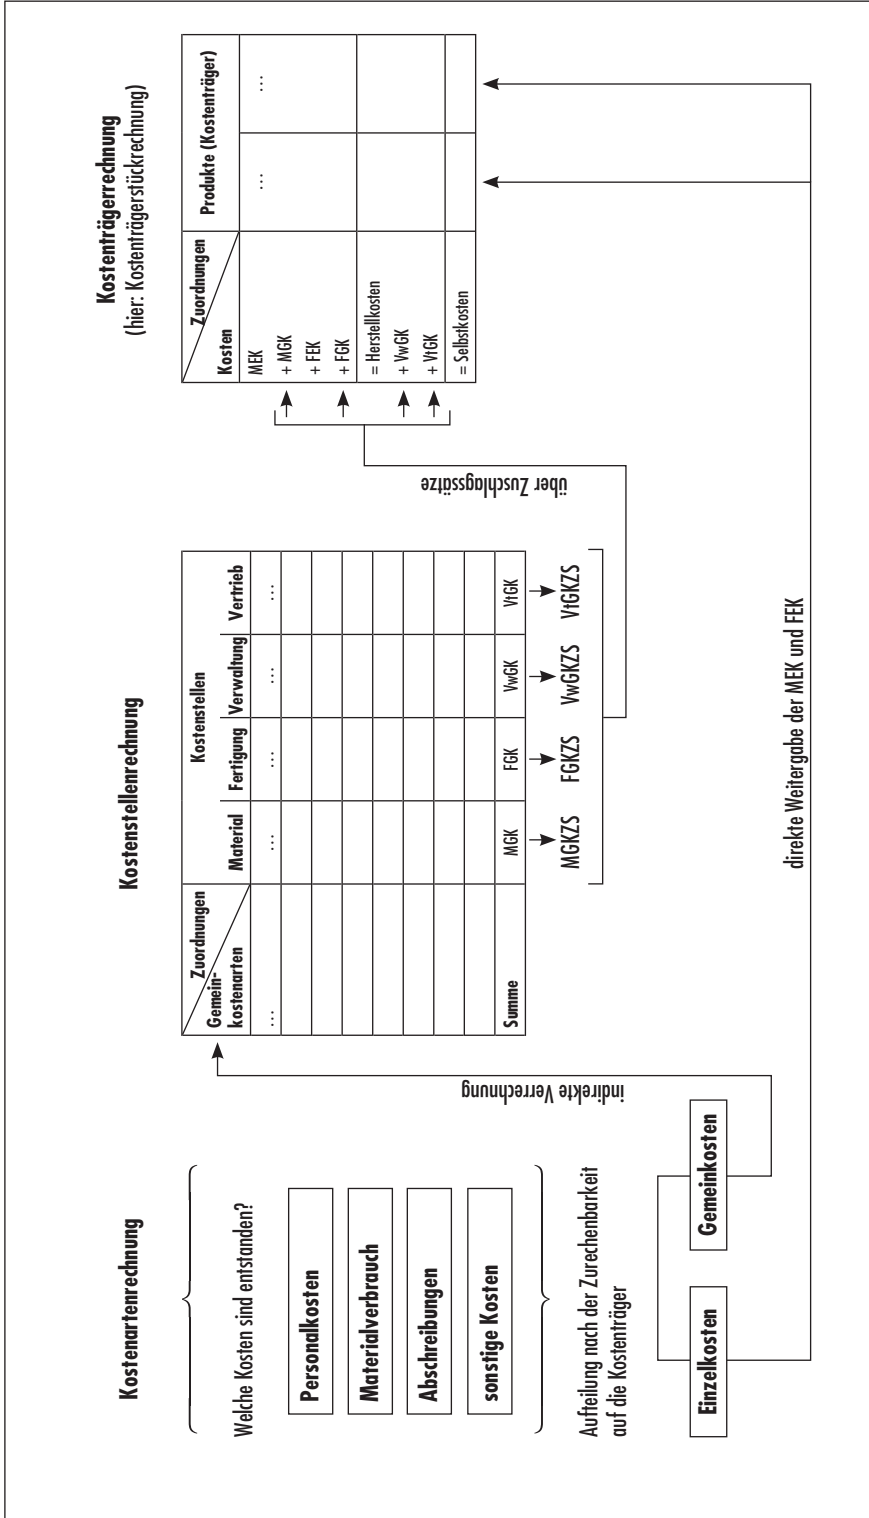 Kostenartenrechnung
Welche Kosten sind entstanden?
Personalkosten
Materialverbrauch
Abschreibungen
sonstige Kosten
Aufteilung nach der Zurechenbarkeit
auf die Kostenträger
Einzelkosten
Gemeinkosten
indirekte Verrechnung
Kostenstellenrechnung
Zuordnungen
Gemein-
kostenarten
Kostenstellen
Material Fertigung Verwaltung Vertrieb
... ... ... ... ...
Summe MGK FGK VwGK VtGK
MGKZS FGKZS VwGKZS VtGKZS
über Zuschlagssätze
direkte Weitergabe der MEK und FEK
Kostenträgerrechnung
(hier: Kostenträgerstückrechnung)
Zuordnungen
Kosten
Produkte (Kostenträger)
MEK ... ...
+ MGK
+ FEK
+ FGK
= Herstellkosten
+ VwGK
+ VtGK
= Selbstkosten